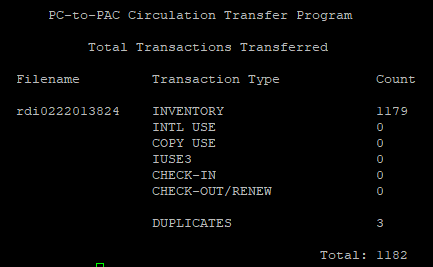 PC-to-PAC Circulation Transfer Program
Total Transactions Transferred
Filename Transaction Type Count
rdi0222013824 INVENTORY 1179
INTL USE 0
COPY USE 0
IUSE3 0
CHECK-IN 0
CHECK-OUT/RENEW 0
DUPLICATES 3
Total: 1182